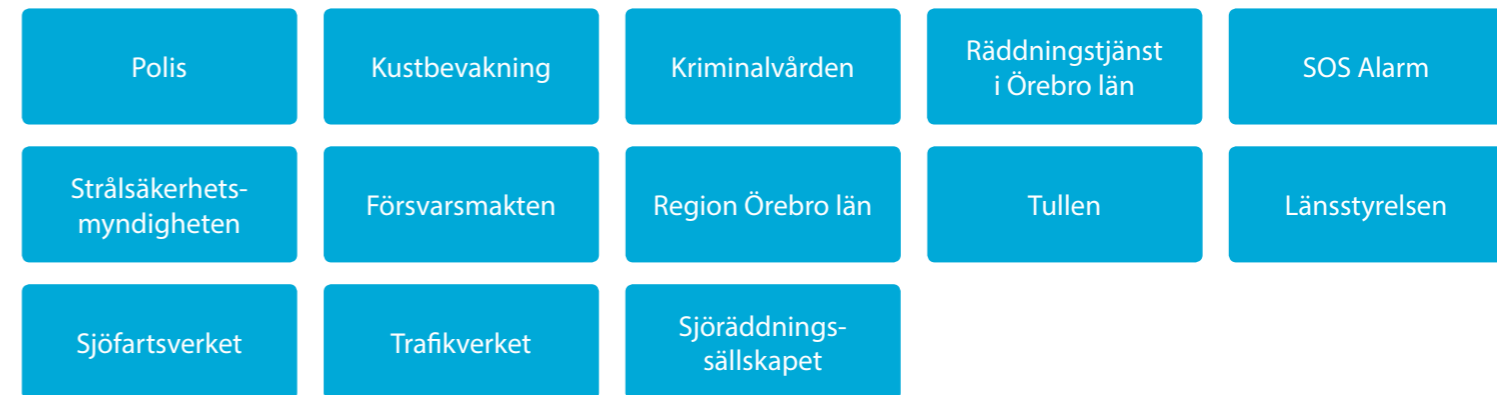 Polis
Kustbevakning
Kriminalvården
Räddningstjänst
i Örebro län
SOS Alarm
Strålsäkerhets-
myndigheten
Försvarsmakten
Region Örebro län
Tullen
Länsstyrelsen
Sjöfartsverket
Trafikverket
Sjöräddnings-
sällskapet